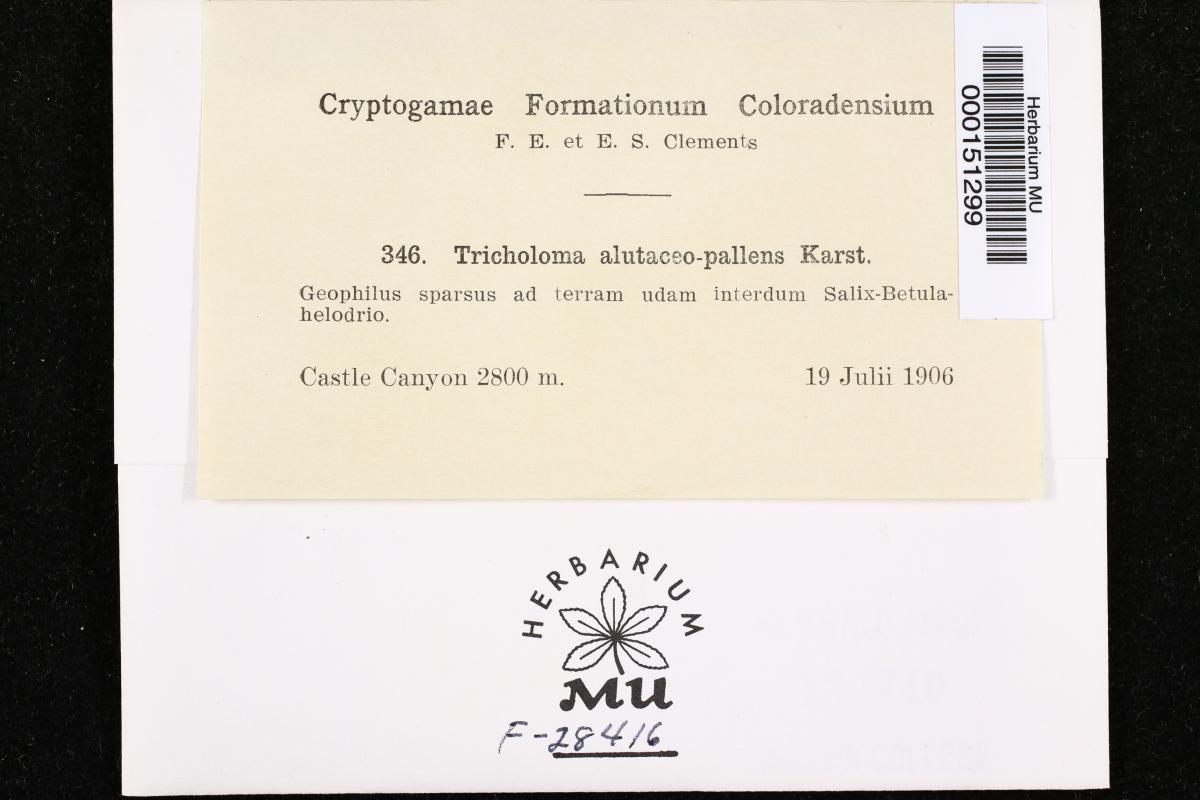 Cryptogamae Formationum Coloradensium
F. E. et E. S. Clements
346. Tricholoma alutaceo-pallens Karst.
Geophilus sparsus ad terram udam interdum Salix-Betula-
helodrio.
Castle Canyon 2800 m. 19 Julii 1906
Herbarium MU
000151299
HERBARIUM
MU
F-28416